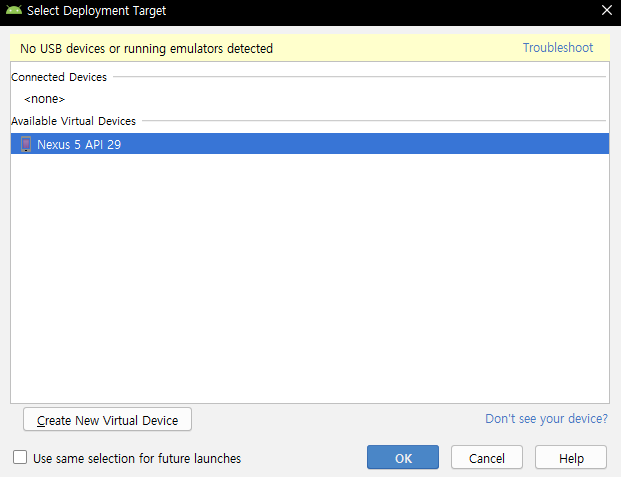 Select Deployment Target
No USB devices or running emulators detected Troubleshoot
Connected Devices
<none>
Available Virtual Devices
Nexus 5 API 29
Create New Virtual Device Don't see your device?
Use same selection for future launches OK Cancel Help